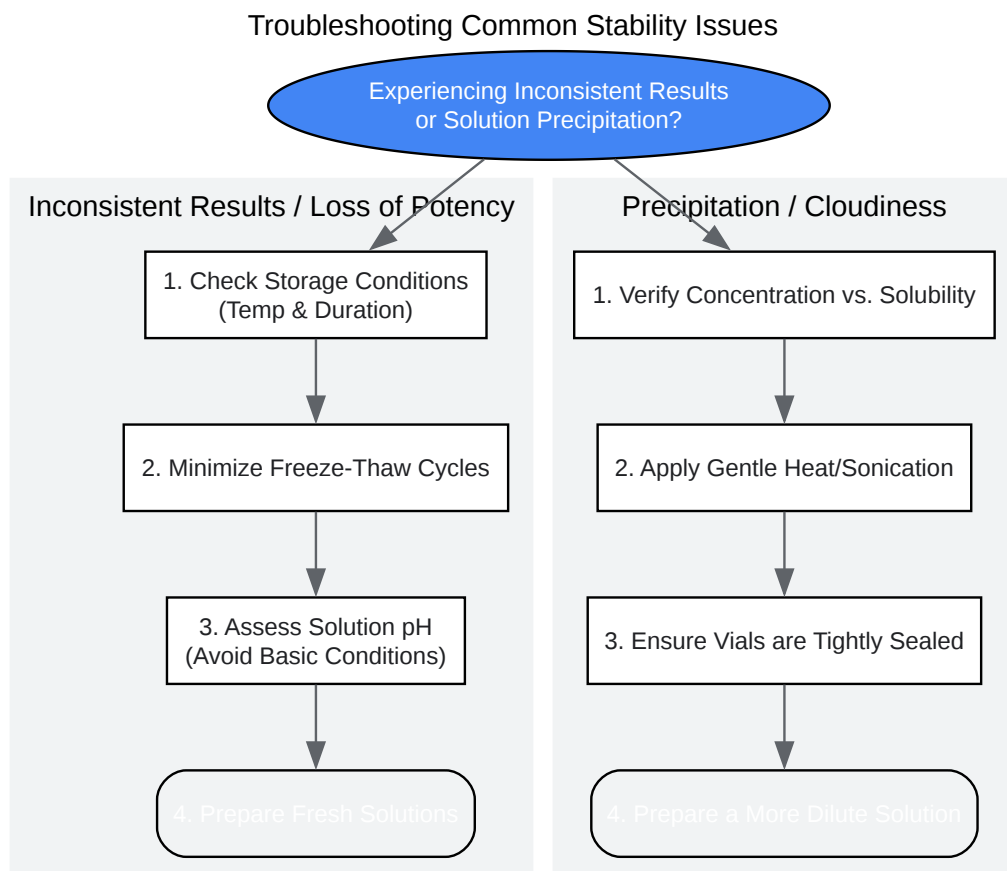 Troubleshooting Common Stability Issues
Experiencing Inconsistent Results
or Solution Precipitation?
Inconsistent Results / Loss of Potency
1. Check Storage Conditions
(Temp & Duration)
2. Minimize Freeze-Thaw Cycles
3. Assess Solution pH
(Avoid Basic Conditions)
4. Prepare Fresh Solutions
Precipitation / Cloudiness
1. Verify Concentration vs. Solubility
2. Apply Gentle Heat/Sonication
3. Ensure Vials are Tightly Sealed
4. Prepare a More Dilute Solution